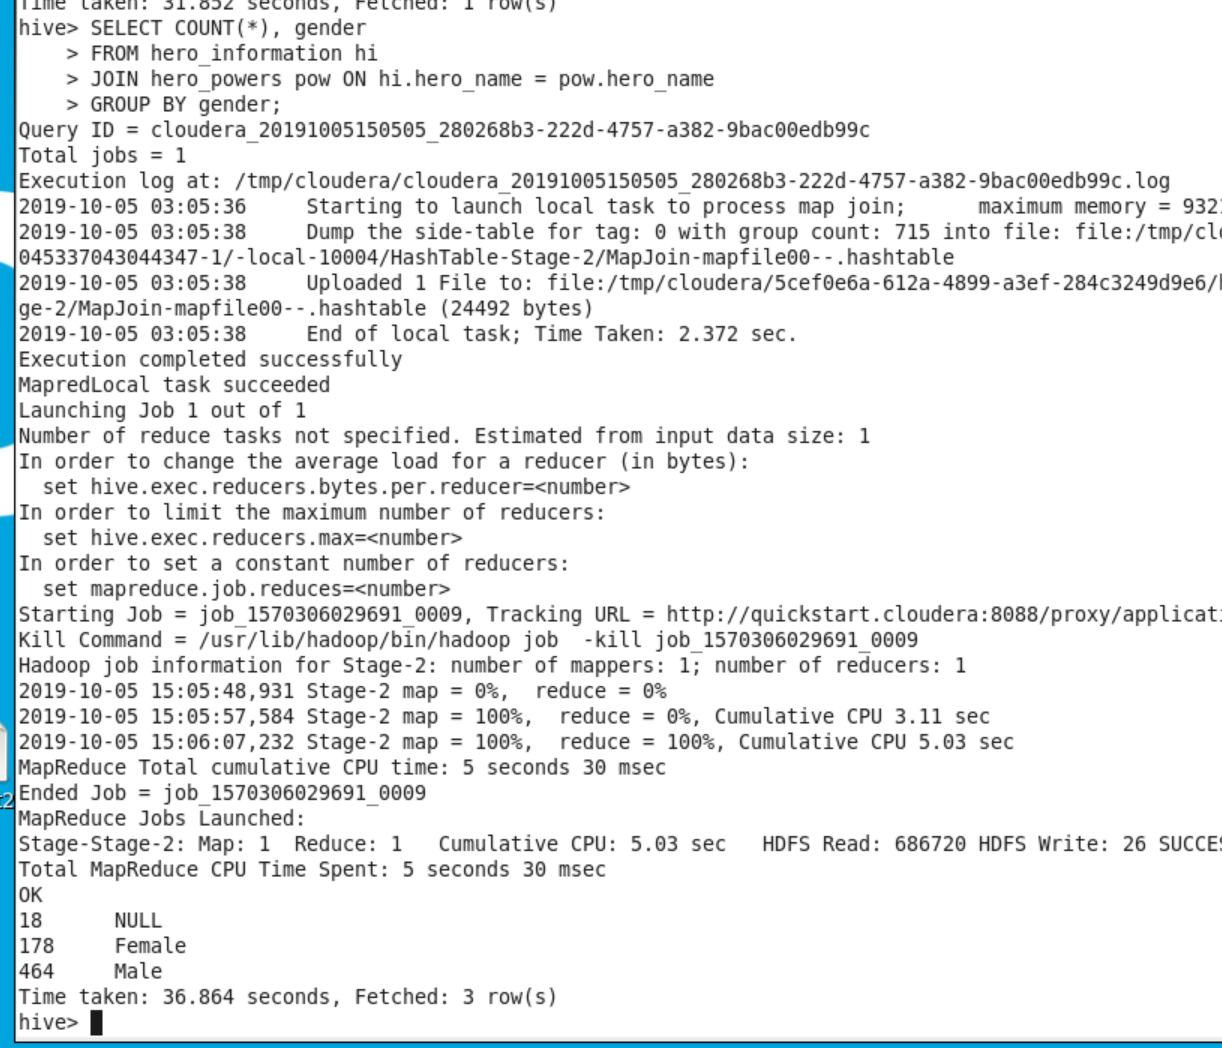 Time taken: 31.852 seconds, Fetched: 1 row(s)
hive> SELECT COUNT(*), gender
    > FROM hero_information hi
    > JOIN hero_powers pow ON hi.hero_name = pow.hero_name
    > GROUP BY gender;
Query ID = cloudera_20191005150505_280268b3-222d-4757-a382-9bac00edb99c
Total jobs = 1
Execution log at: /tmp/cloudera/cloudera_20191005150505_280268b3-222d-4757-a382-9bac00edb99c.log
2019-10-05 03:05:36     Starting to launch local task to process map join;      maximum memory = 932
2019-10-05 03:05:38     Dump the side-table for tag: 0 with group count: 715 into file: file:/tmp/clo
045337043044347-1/-local-10004/HashTable-Stage-2/MapJoin-mapfile00--.hashtable
2019-10-05 03:05:38     Uploaded 1 File to: file:/tmp/cloudera/5cef0e6a-612a-4899-a3ef-284c3249d9e6/
ge-2/MapJoin-mapfile00--.hashtable (24492 bytes)
2019-10-05 03:05:38     End of local task; Time Taken: 2.372 sec.
Execution completed successfully
MapredLocal task succeeded
Launching Job 1 out of 1
Number of reduce tasks not specified. Estimated from input data size: 1
In order to change the average load for a reducer (in bytes):
  set hive.exec.reducers.bytes.per.reducer=<number>
In order to limit the maximum number of reducers:
  set hive.exec.reducers.max=<number>
In order to set a constant number of reducers:
  set mapreduce.job.reduces=<number>
Starting Job = job_1570306029691_0009, Tracking URL = http://quickstart.cloudera:8088/proxy/applicati
Kill Command = /usr/lib/hadoop/bin/hadoop job  -kill job_1570306029691_0009
Hadoop job information for Stage-2: number of mappers: 1; number of reducers: 1
2019-10-05 15:05:48,931 Stage-2 map = 0%,  reduce = 0%
2019-10-05 15:05:57,584 Stage-2 map = 100%,  reduce = 0%, Cumulative CPU 3.11 sec
2019-10-05 15:06:07,232 Stage-2 map = 100%,  reduce = 100%, Cumulative CPU 5.03 sec
MapReduce Total cumulative CPU time: 5 seconds 30 msec
Ended Job = job_1570306029691_0009
MapReduce Jobs Launched:
Stage-Stage-2: Map: 1  Reduce: 1   Cumulative CPU: 5.03 sec   HDFS Read: 686720 HDFS Write: 26 SUCCES
Total MapReduce CPU Time Spent: 5 seconds 30 msec
OK
18      NULL
178     Female
464     Male
Time taken: 36.864 seconds, Fetched: 3 row(s)
hive>